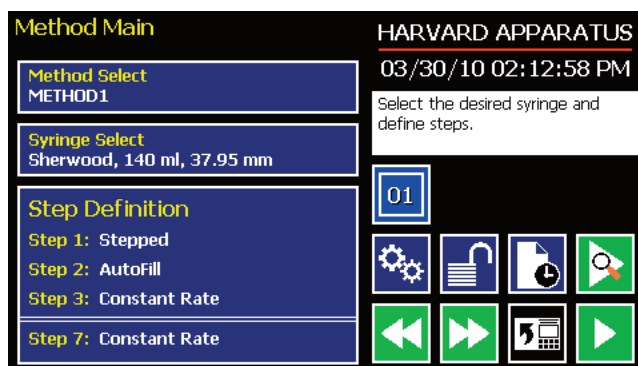 Method Main
Method Select
METHOD1
Syringe Select
Sherwood, 140 ml, 37.95 mm
Step Definition
Step 1: Stepped
Step 2: AutoFill
Step 3: Constant Rate
Step 7: Constant Rate
HARVARD APPARATUS
03/30/10 02:12:58 PM
Select the desired syringe and
define steps.
01